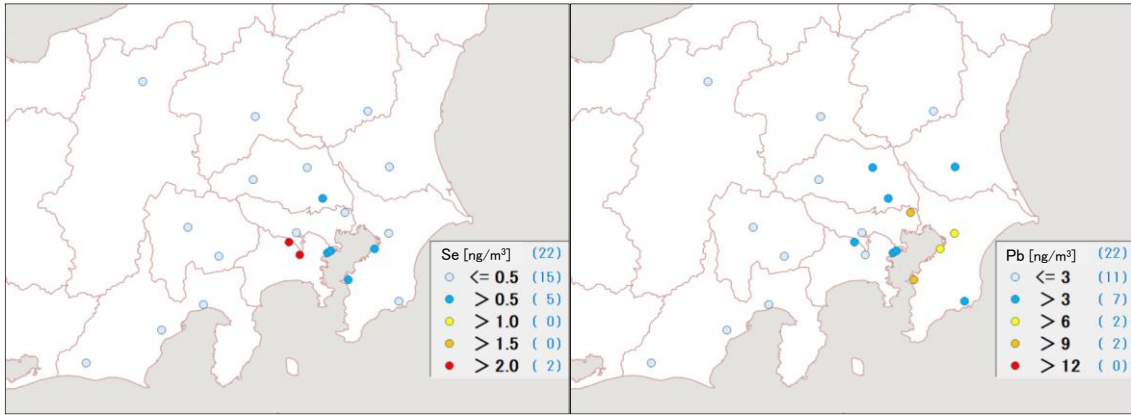 Se [ng/m³] (22)
<= 0.5 (15)
> 0.5 ( 5)
> 1.0 ( 0)
> 1.5 ( 0)
> 2.0 ( 2)
Pb [ng/m³] (22)
<= 3 (11)
> 3 ( 7)
> 6 ( 2)
> 9 ( 2)
> 12 ( 0)